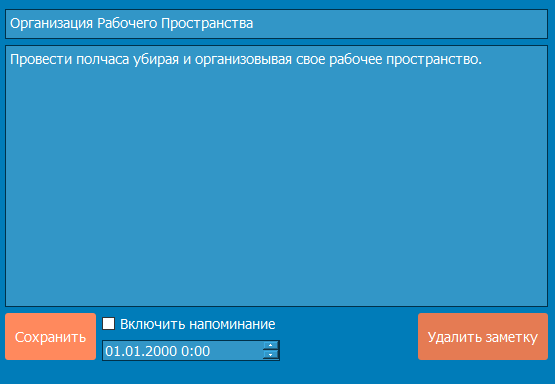 Организация Рабочего Пространства
Провести полчаса убирая и организовывая свое рабочее пространство.
Сохранить
Включить напоминание
01.01.2000 0:00
Удалить заметку